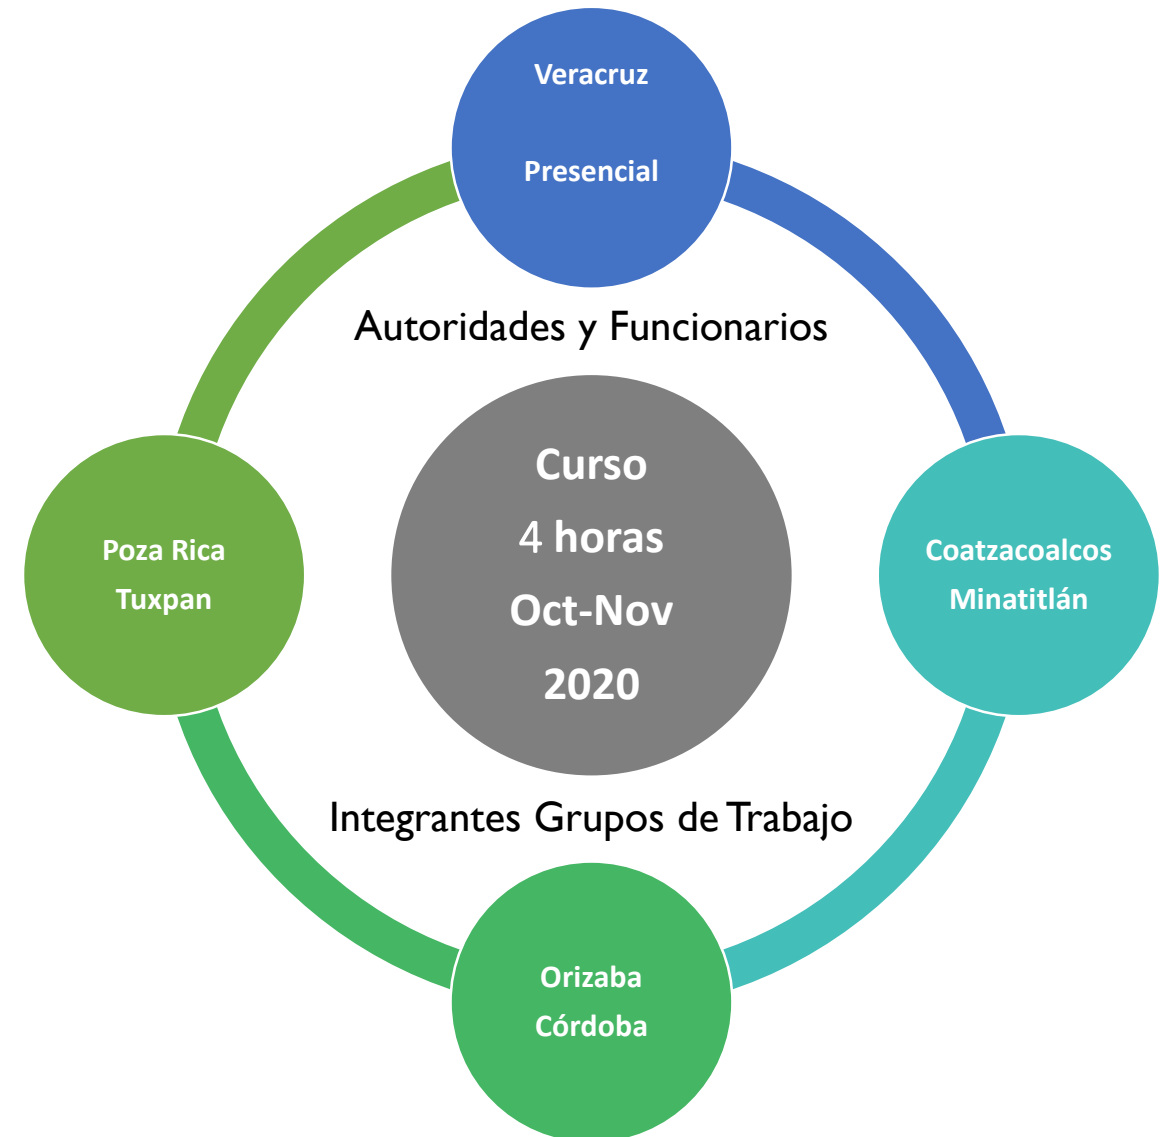 Veracruz
Presencial
Autoridades y Funcionarios
Curso
4 horas
Oct-Nov
2020
Poza Rica
Tuxpan
Coatzacoalcos
Minatitlán
Integrantes Grupos de Trabajo
Orizaba
Córdoba